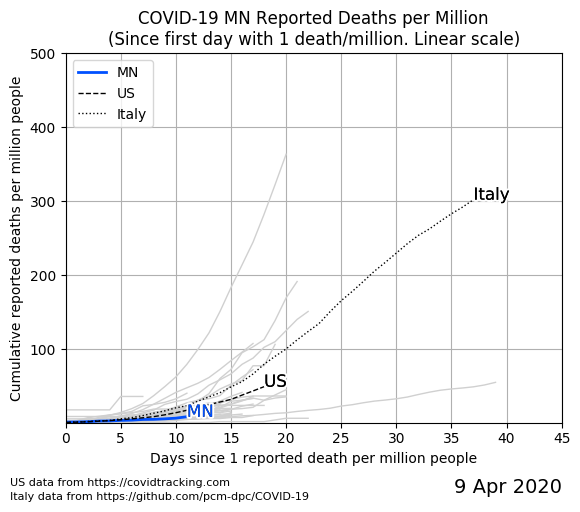 COVID-19 MN Reported Deaths per Million
(Since first day with 1 death/million. Linear scale)
Cumulative reported deaths per million people
500
400
300
200
100
MN
US
Italy
Italy
US
MN
0 5 10 15 20 25 30 35 40 45
Days since 1 reported death per million people
US data from https://covidtracking.com
Italy data from https://github.com/pcm-dpc/COVID-19
9 Apr 2020